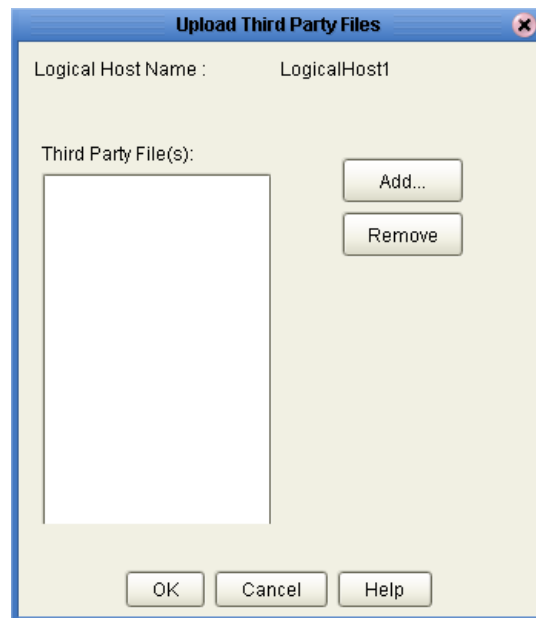 Upload Third Party Files
Logical Host Name : LogicalHost1
Third Party File(s):
Add...
Remove
OK Cancel Help